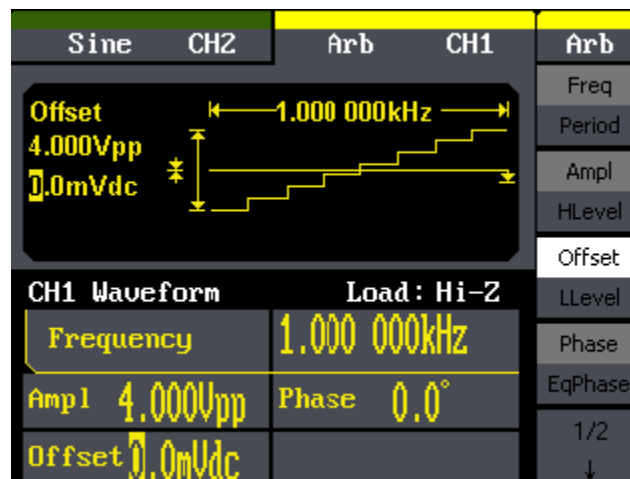 Sine CH2 Arb CH1 Arb
Offset
1.000 000kHz
4.000Vpp
0.0mVdc
Freq
Period
Ampl
HLevel
Offset
LLevel
Phase
EqPhase
1/2
↓
CH1 Waveform Load: Hi-Z
Frequency 1.000 000kHz
Ampl 4.000Vpp Phase 0.0°
Offset 0.0mVdc